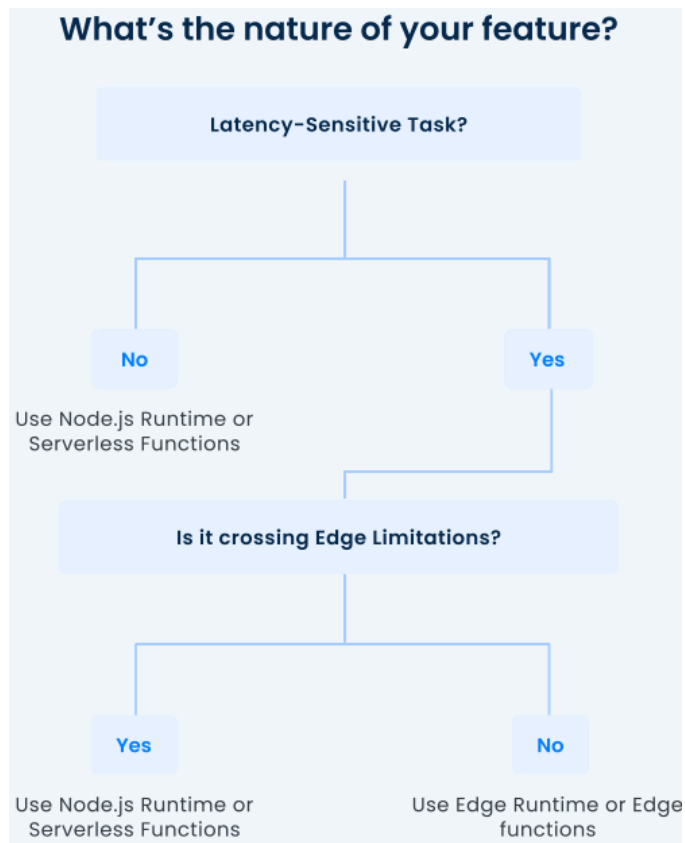 What's the nature of your feature?
Latency-Sensitive Task?
No
Yes
Use Node.js Runtime or
Serverless Functions
Is it crossing Edge Limitations?
Yes
No
Use Node.js Runtime or
Serverless Functions
Use Edge Runtime or Edge
functions